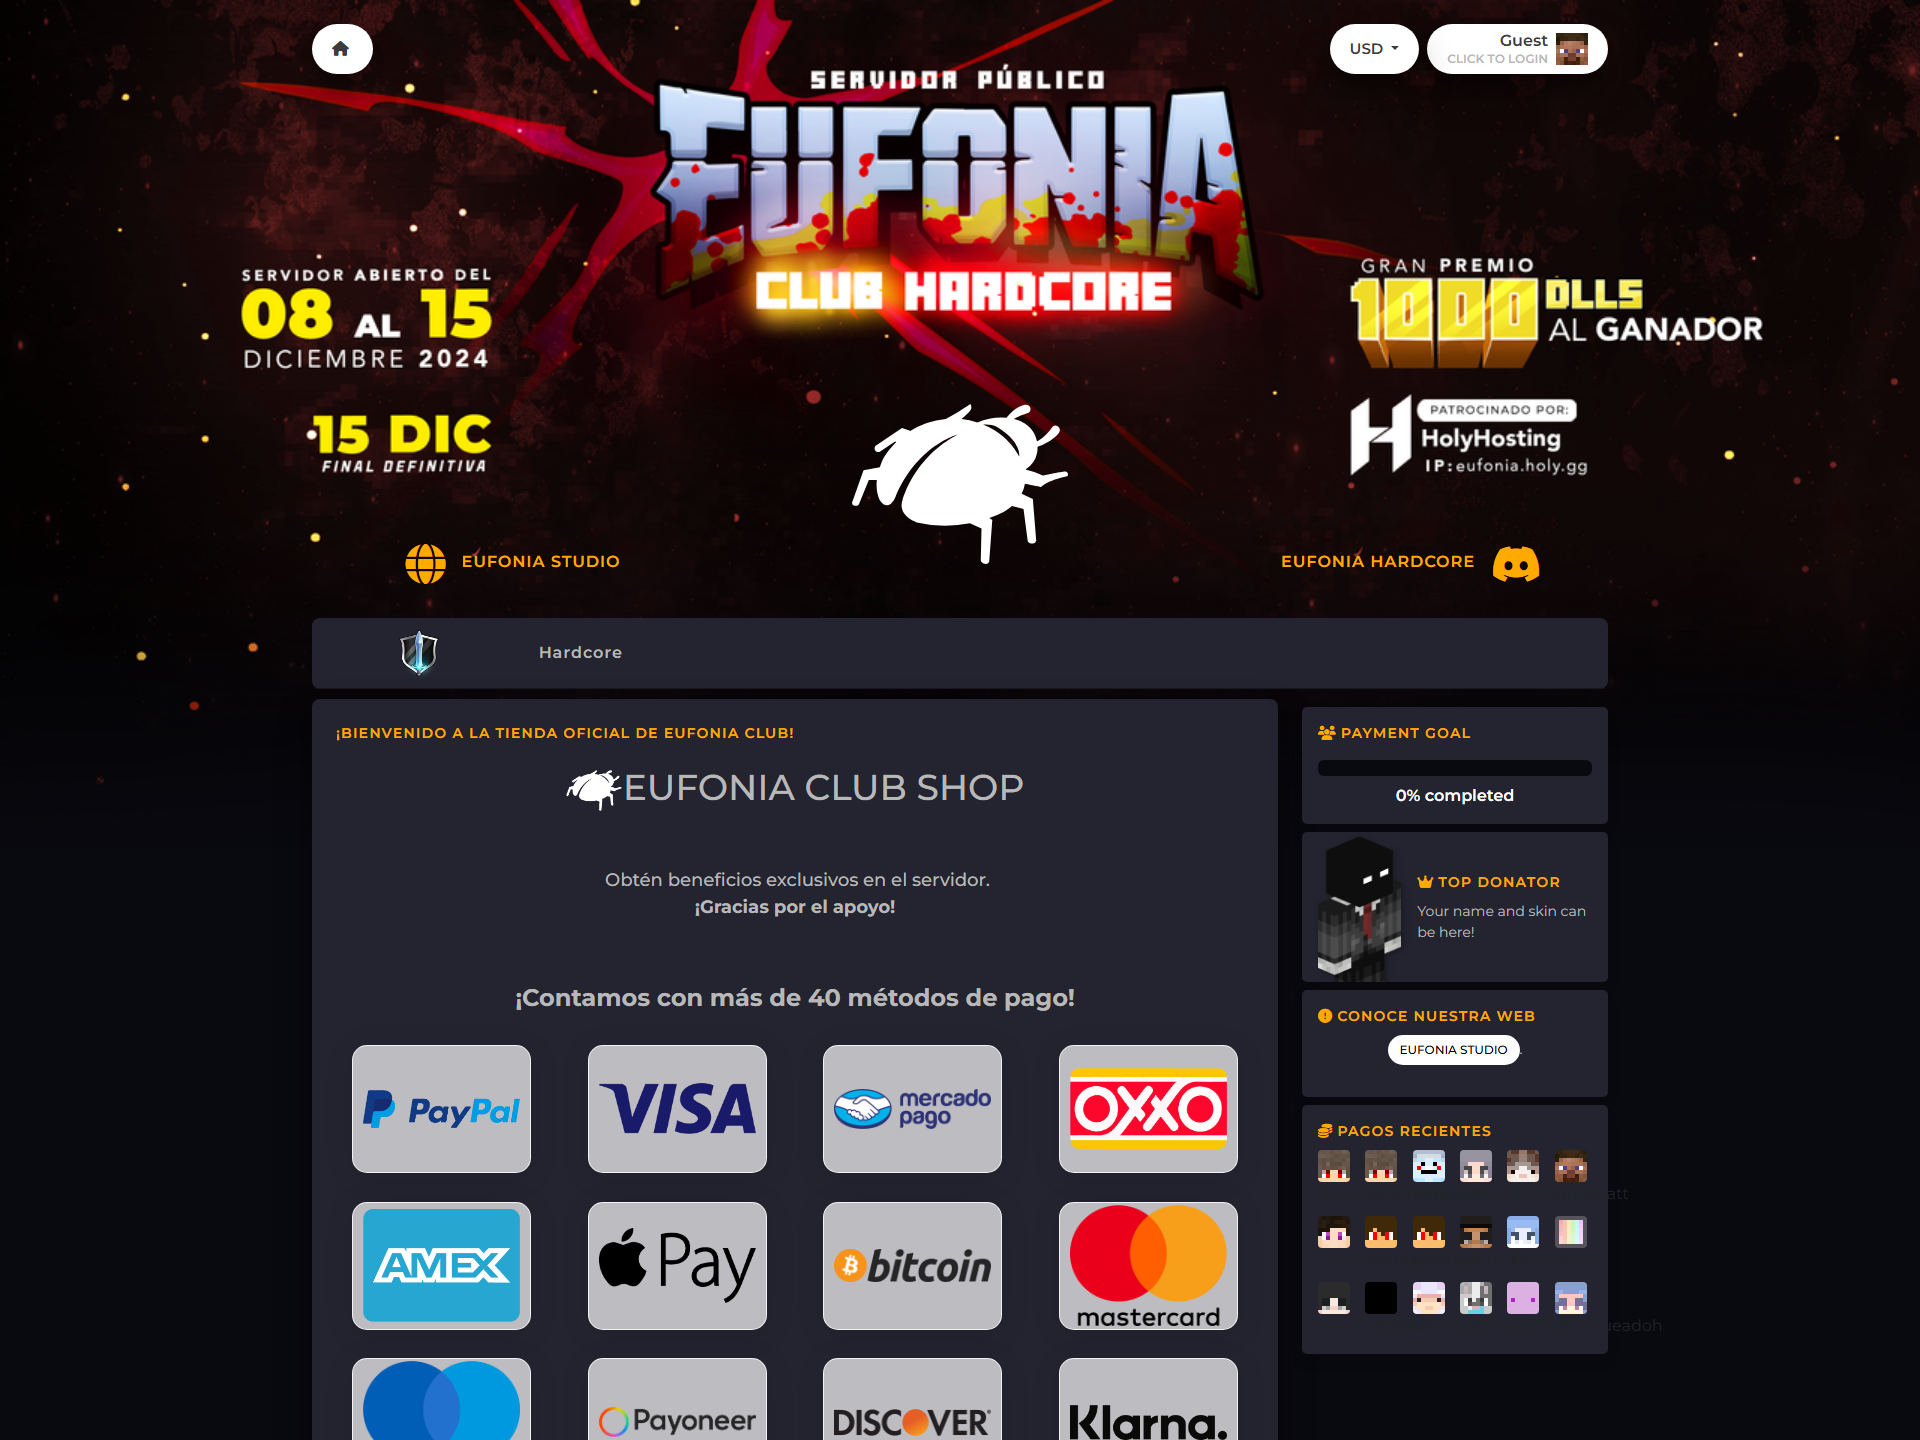 USD
Guest
CLICK TO LOGIN
SERVIDOR PÚBLICO
EUFONIA
CLUB HARDCORE
SERVIDOR ABIERTO DEL
08 AL 15
DICIEMBRE 2024
15 DIC
FINAL DEFINITIVA
GRAN PREMIO
1000 DLLS
AL GANADOR
PATROCINADO POR:
HolyHosting
IP: eufonia.holy.gg
EUFONIA STUDIO
EUFONIA HARDCORE
Hardcore
¡BIENVENIDO A LA TIENDA OFICIAL DE EUFONIA CLUB!
EUFONIA CLUB SHOP
Obtén beneficios exclusivos en el servidor.
¡Gracias por el apoyo!
¡Contamos con más de 40 métodos de pago!
PayPal
VISA
mercado
pago
OXXO
AMEX
Pay
bitcoin
mastercard
Payoneer
DISCOVER
Klarna.
PAYMENT GOAL
0% completed
TOP DONATOR
Your name and skin can
be here!
CONOCE NUESTRA WEB
EUFONIA STUDIO
PAGOS RECIENTES